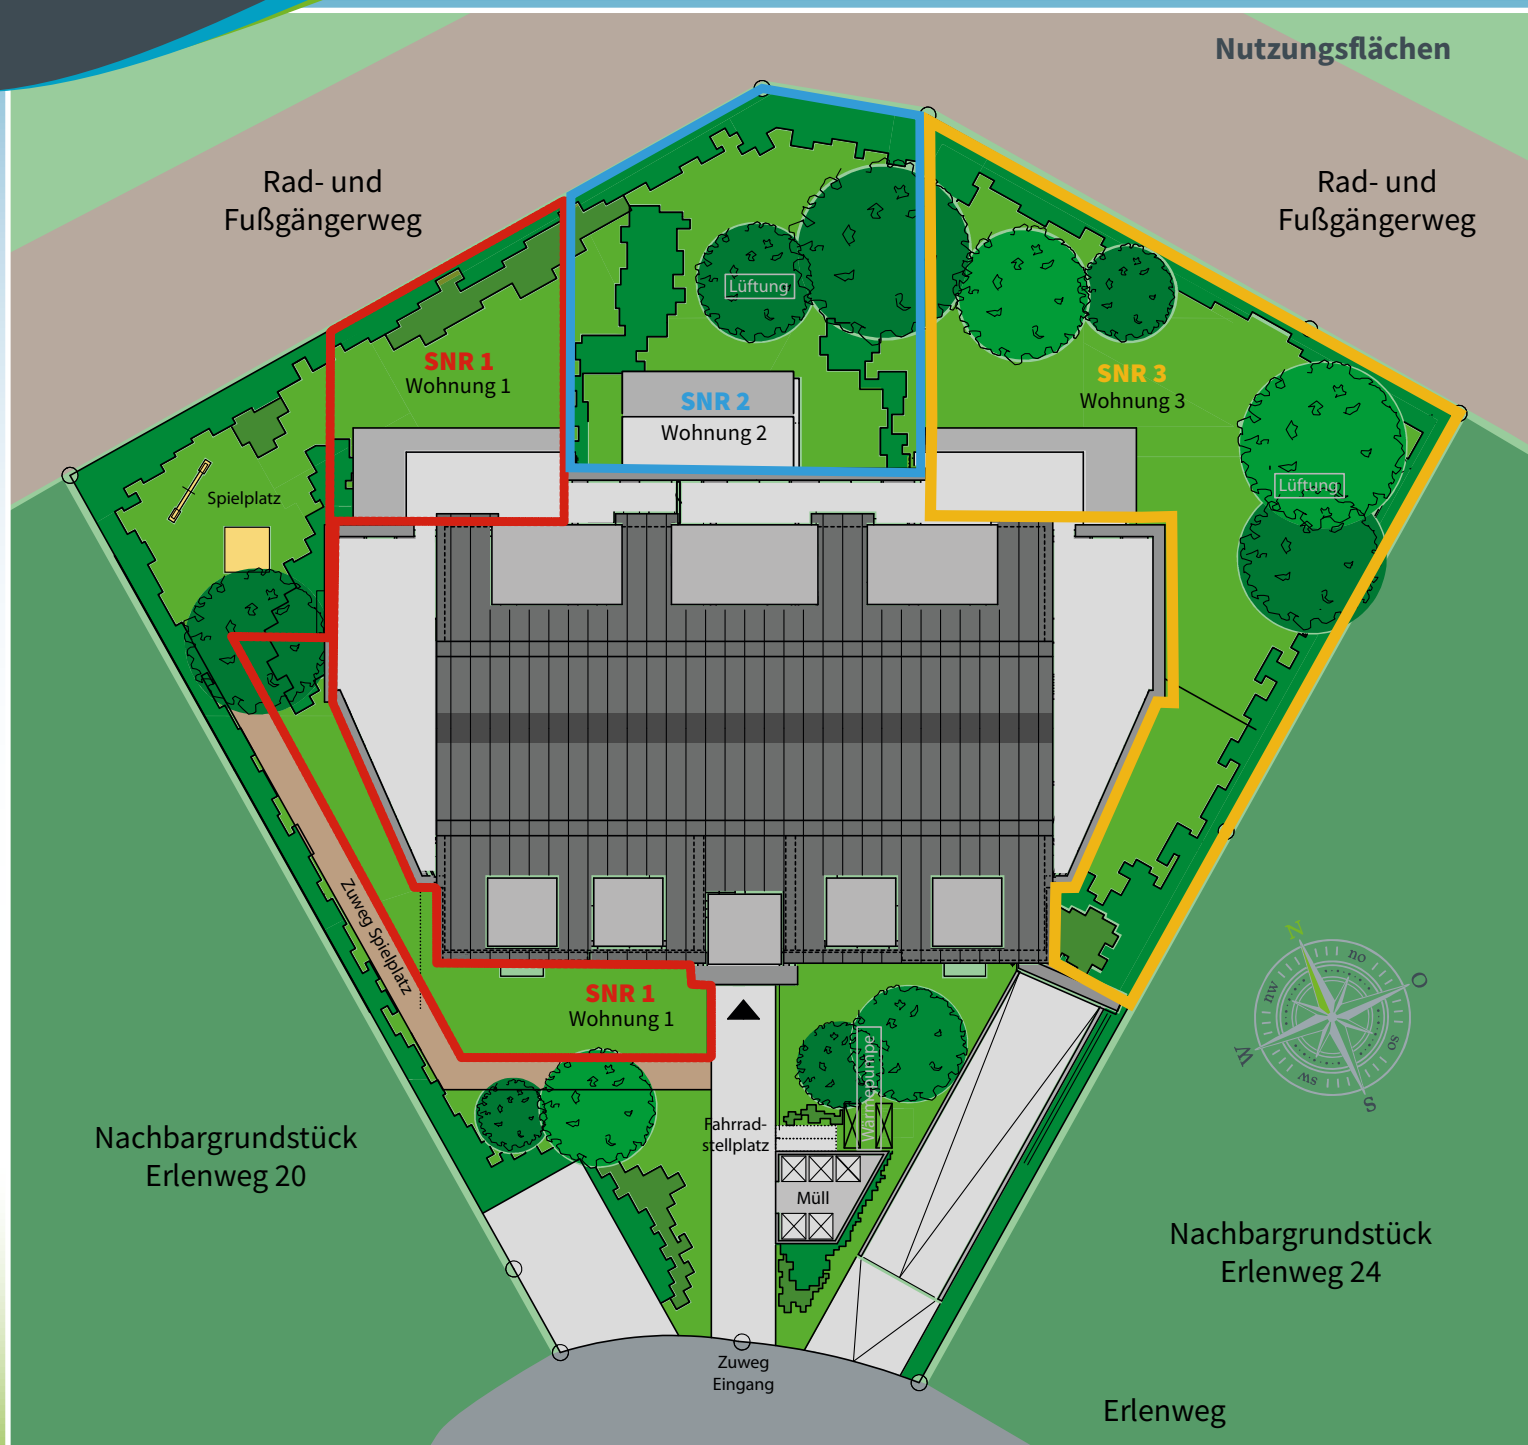 Nutzungsflächen
Rad- und
Fußgängerweg
Rad- und
Fußgängerweg
Lüftung
SNR 1
Wohnung 1
SNR 2
Wohnung 2
SNR 3
Wohnung 3
Spielplatz
Lüftung
Zuweg Spielplatz
SNR 1
Wohnung 1
N
no
O
so
S
sw
W
nw
Wärmepumpe
Fahrrad-
stellplatz
Müll
Nachbargrundstück
Erlenweg 20
Nachbargrundstück
Erlenweg 24
Zuweg
Eingang
Erlenweg